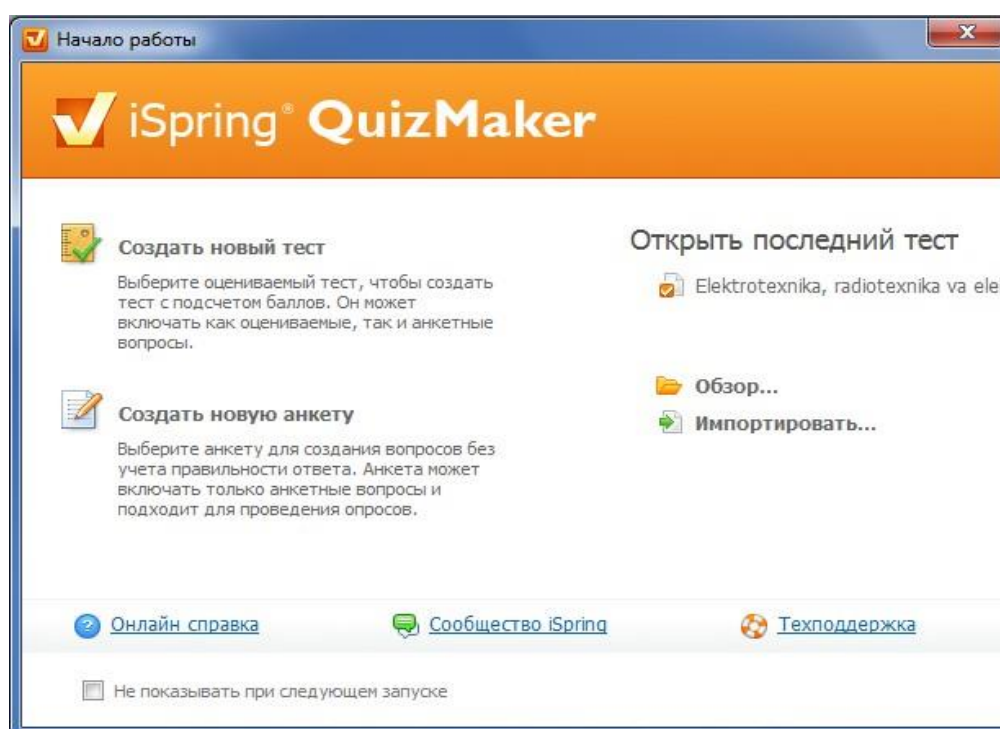 Начало работы
iSpring® QuizMaker
Создать новый тест
Выберите оцениваемый тест, чтобы создать
тест с подсчетом баллов. Он может
включать как оцениваемые, так и анкетные
вопросы.
Создать новую анкету
Выберите анкету для создания вопросов без
учета правильности ответа. Анкета может
включать только анкетные вопросы и
подходит для проведения опросов.
Открыть последний тест
Elektrotexnika, radiotexnika va ele
Обзор...
Импортировать...
Онлайн справка
Сообщество iSpring
Техподдержка
Не показывать при следующем запуске